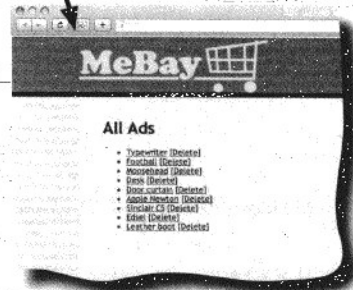 MeBay
All Ads
Typewriter [Delete]
Football [Delete]
Moosehead [Delete]
Desk [Delete]
Door curtain [Delete]
Apple Newton [Delete]
Sinclair C5 [Delete]
Edsel [Delete]
Leather boot [Delete]